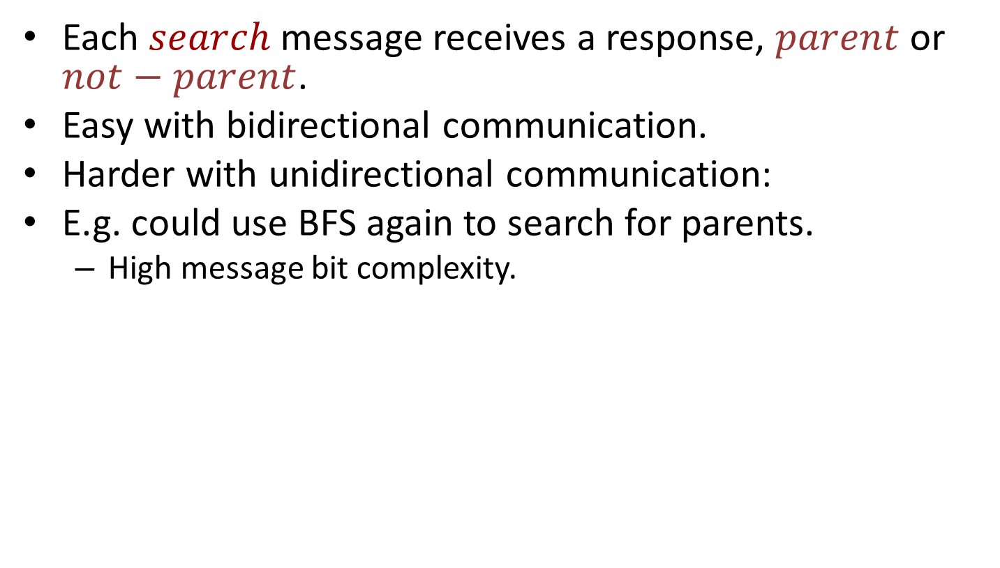 • Each search message receives a response, parent or
not − parent.
• Easy with bidirectional communication.
• Harder with unidirectional communication:
• E.g. could use BFS again to search for parents.
– High message bit complexity.